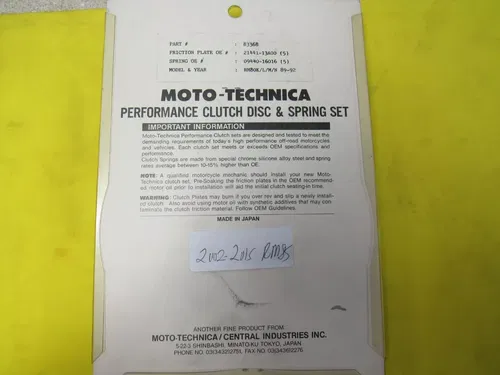 PART # : R3368
FRICTION PLATE OE # : 21441-13A00 (5)
SPRING OE # : 09440-16016 (5)
MODEL & YEAR : RM80K/L/M/N 89-92
MOTO-TECHNICA
PERFORMANCE CLUTCH DISC & SPRING SET
IMPORTANT INFORMATION
Moto-Technica Performance Clutch sets are designed and tested to meet the
demanding requirements of today's high performance off-road motorcycles
and vehicles. Each clutch set meets or exceeds OEM specifications and
performance.
Clutch Springs are made from special chrome silicone alloy steel and spring
rates average between 10-15% higher than OE.
NOTE: A qualified motorcycle mechanic should install your new Moto-
Technica clutch set. Pre-Soaking the friction plates in the OEM recommend-
ed motor oil prior to installation will aid the initial clutch seating-in time.
WARNING: Clutch Plates may burn if you over rev and slip a newly install-
ed clutch. Also avoid using motor oil with synthetic additives that may con-
taminate the clutch friction material. Follow OEM Guidelines.
MADE IN JAPAN
2002-2015 RM85
ANOTHER FINE PRODUCT FROM
MOTO-TECHNICA/CENTRAL INDUSTRIES INC.
5-22-3 SHINBASHI, MINATO-KU TOKYO, JAPAN